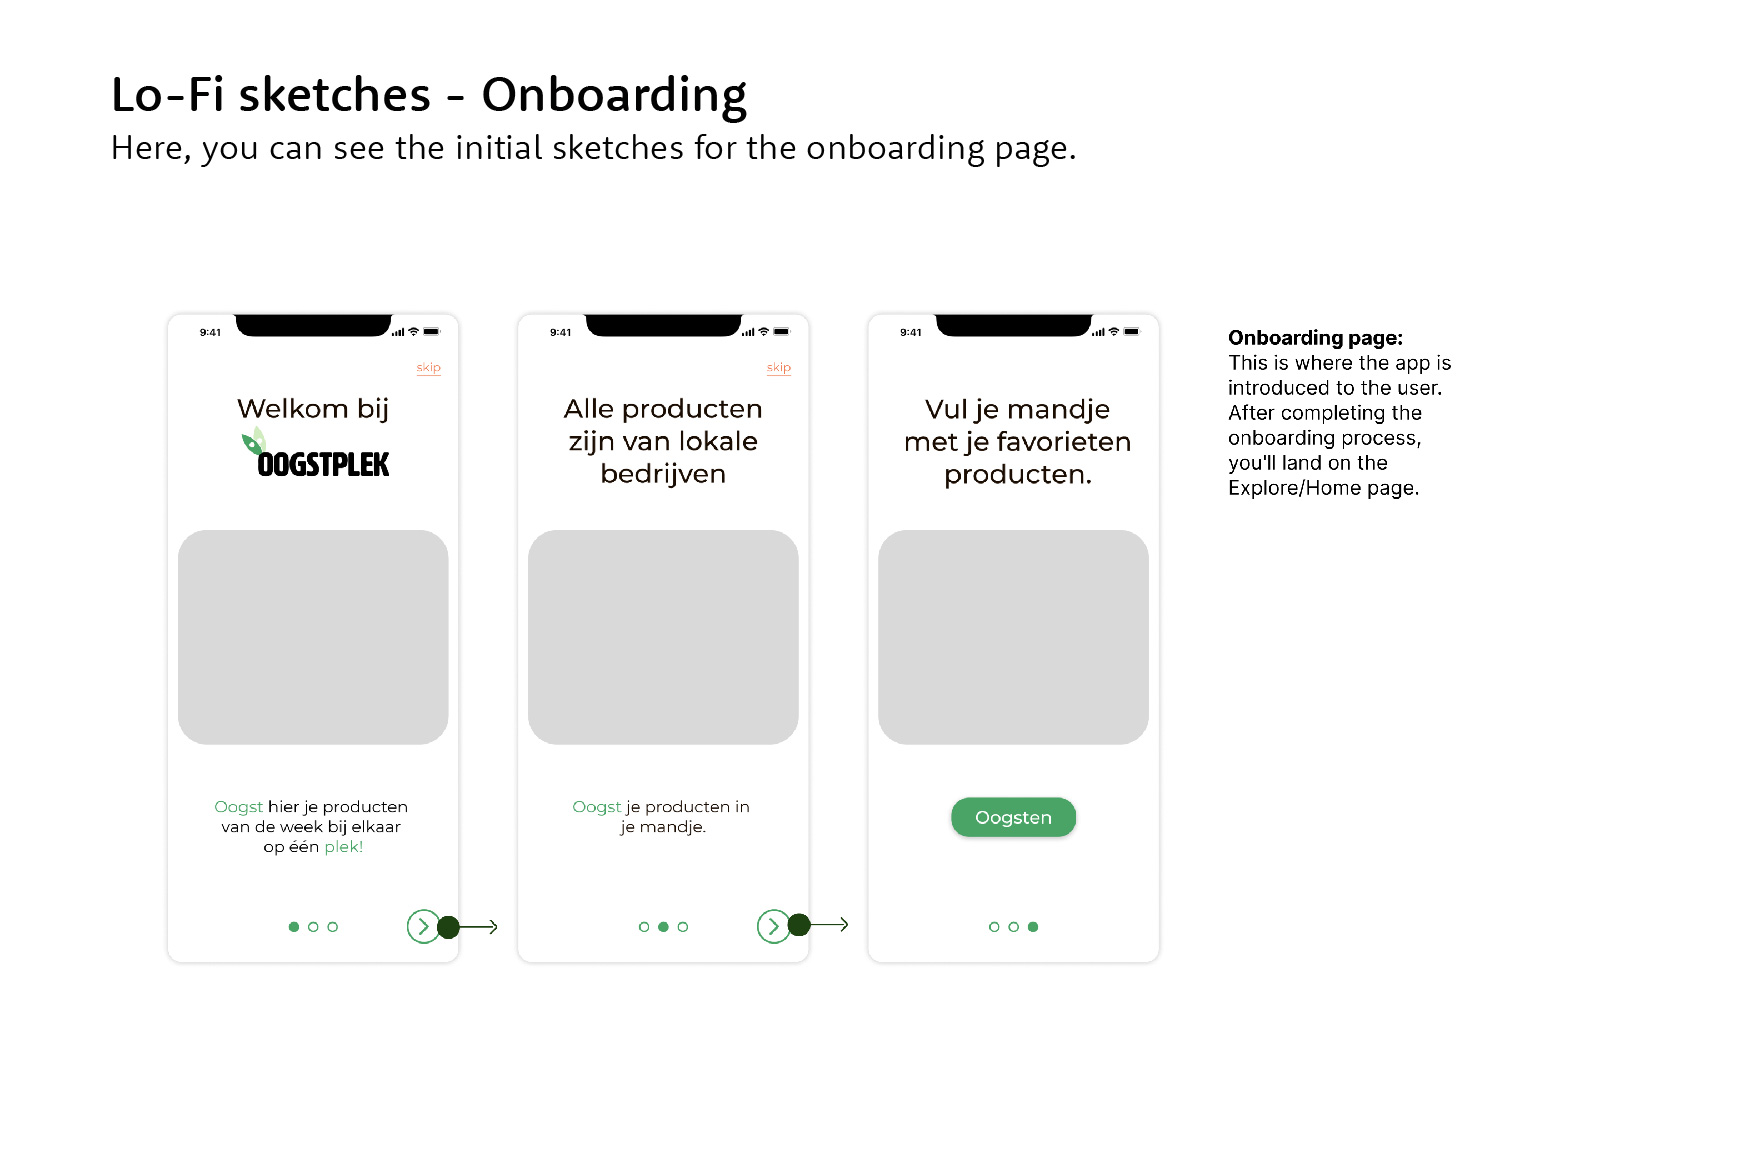 Lo-Fi sketches - Onboarding
Here, you can see the initial sketches for the onboarding page.
9:41
skip
Welkom bij
OOGSTPLEK
Oogst hier je producten
van de week bij elkaar
op één plek!
9:41
skip
Alle producten
zijn van lokale
bedrijven
Oogst je producten in
je mandje.
9:41
Vul je mandje
met je favorieten
producten.
Oogsten
Onboarding page:
This is where the app is
introduced to the user.
After completing the
onboarding process,
you'll land on the
Explore/Home page.